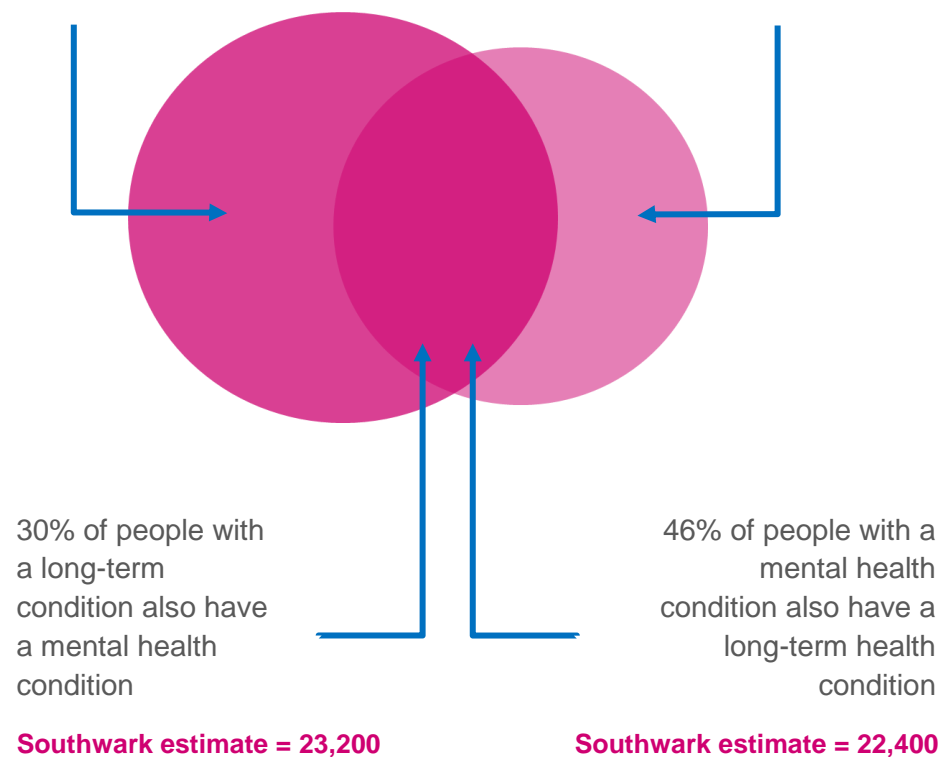 30% of people with
a long-term
condition also have
a mental health
condition
Southwark estimate = 23,200
46% of people with a
mental health
condition also have a
long-term health
condition
Southwark estimate = 22,400